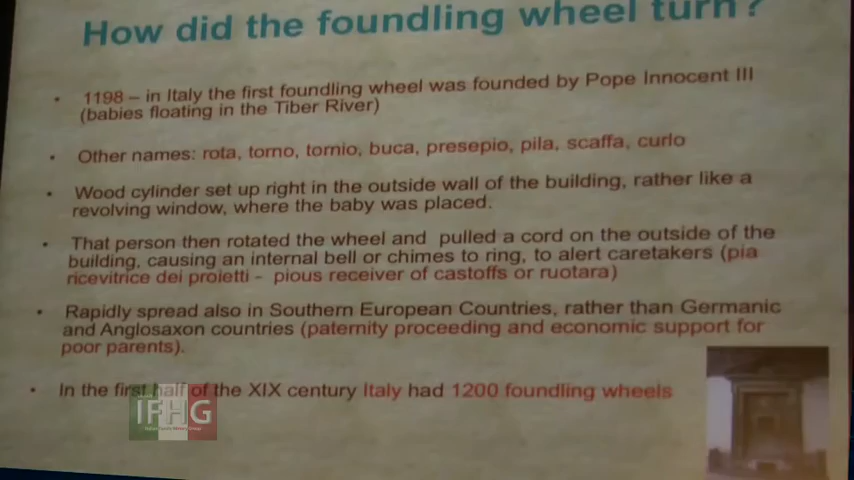 How did the foundling wheel turn?
• 1198 – in Italy the first foundling wheel was founded by Pope Innocent III
(babies floating in the Tiber River)
• Other names: rota, torno, tornio, buca, presepio, pila, scaffa, curlo
• Wood cylinder set up right in the outside wall of the building, rather like a
revolving window, where the baby was placed.
• That person then rotated the wheel and pulled a cord on the outside of the
building, causing an internal bell or chimes to ring, to alert caretakers (pia
ricevitrice dei proietti - pious receiver of castoffs or ruotara)
• Rapidly spread also in Southern European Countries, rather than Germanic
and Anglosaxon countries (paternity proceeding and economic support for
poor parents).
• In the first half of the XIX century Italy had 1200 foundling wheels
IFHG